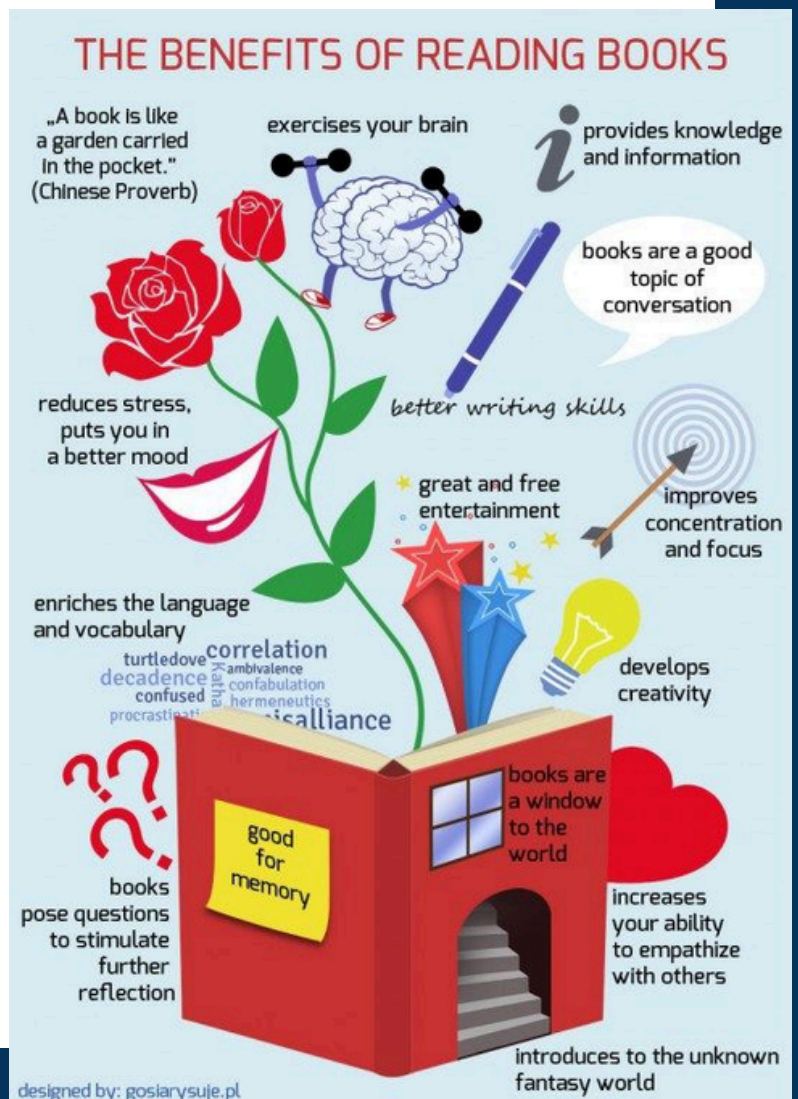 THE BENEFITS OF READING BOOKS
„A book is like
a garden carried
in the pocket.”
(Chinese Proverb)
exercises your brain
provides knowledge
and information
books are a good
topic of
conversation
better writing skills
reduces stress,
puts you in
a better mood
great and free
entertainment
improves
concentration
and focus
enriches the language
and vocabulary
correlation
turtledove
ambivalence
decadence
confabulation
confused
hermeneutics
develops
creativity
books are
a window
to the
world
good
for
memory
books
pose questions
to stimulate
further
reflection
increases
your ability
to empathize
with others
introduces to the unknown
fantasy world
designed by: gosiarysuje.pl